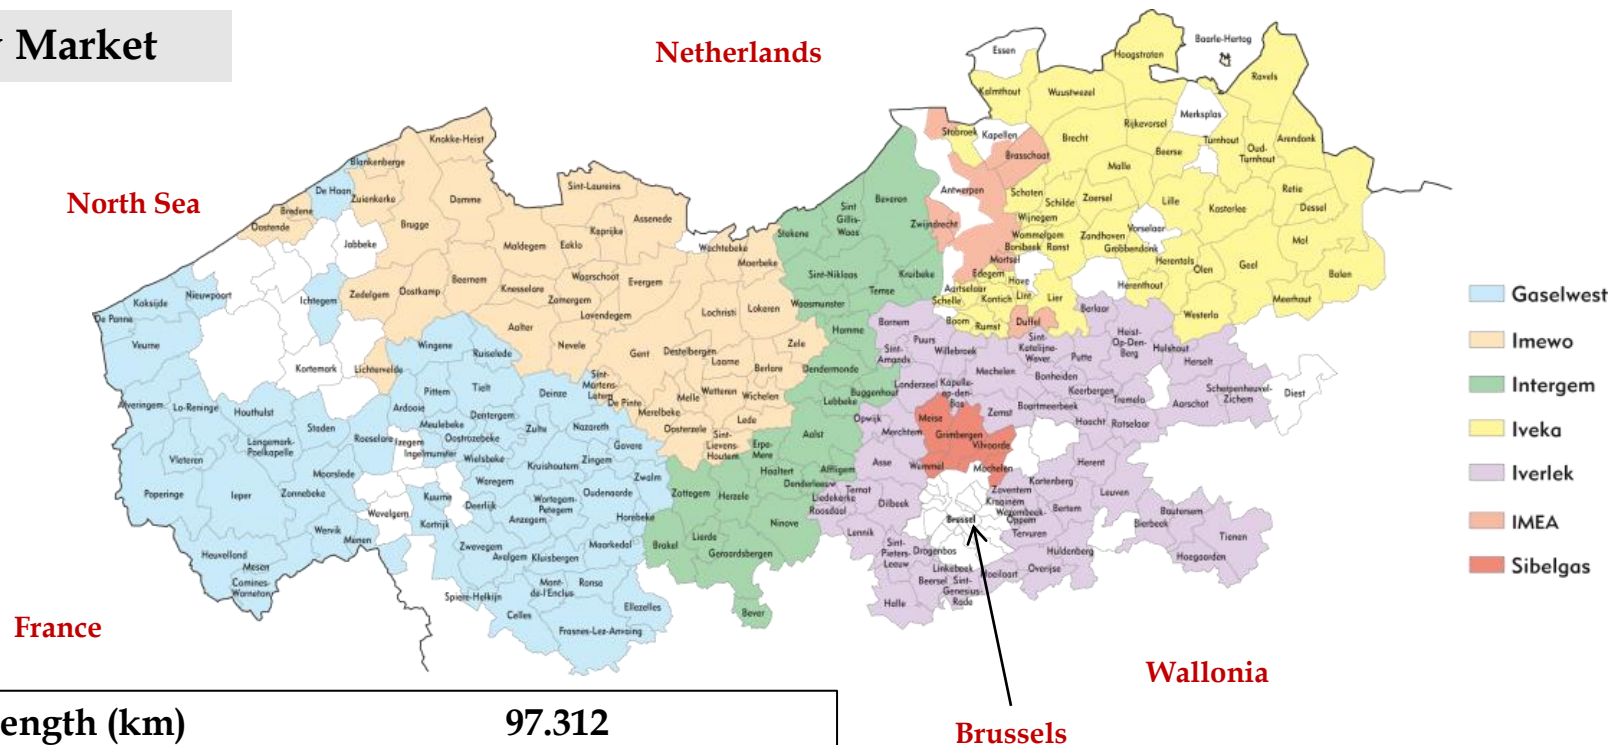 Market
Netherlands
North Sea
France
Wallonia
Brussels
Essen
Baarle-Hertog
Hoogstraten
Ravels
Kalmthout
Wuustwezel
Merksplas
Rijkevorsel
Turnhout
Arendonk
Stabroek
Kapellen
Brecht
Beerse
Oud-
Turnhout
Brasschaat
Malle
Antwerpen
Schoten
Schilde
Zoersel
Lille
Kasterlee
Retie
Dessel
Zwijndrecht
Wijnegem
Wommelgem
Borsbeek
Ranst
Zandhoven
Vorselaar
Grobbendonk
Mol
Mortsel
Herentals
Olen
Geel
Balen
Edegem
Hove
Aartselaar
Kontich
Lint
Lier
Herenthout
Schelle
Meerhout
Boom
Rumst
Duffel
Berlaar
Westerlo
Knokke-Heist
Blankenberge
De Haan
Zuienkerke
Damme
Sint-Laureins
Bredene
Oostende
Brugge
Assenede
Jabbeke
Maldegem
Eeklo
Kaprijke
Wachtebeke
Moerbeke
Stekene
Sint
Gillis-
Waas
Beveren
Koksijde
Nieuwpoort
Ichtegem
Zedelgem
Oostkamp
Beernem
Knesselare
Waarschoot
Evergem
Zomergem
Lovendegem
Lochristi
Lokeren
Sint-Niklaas
Kruibeke
Temse
Waasmunster
De Panne
Veurne
Aalter
Hamme
Bornem
Wingene
Ruiselede
Nevele
Gent
Destelbergen
Laarne
Zele
Berlare
Dendermonde
Sint-
Amands
Puurs
Willebroek
Sint-
Katelijne-
Waver
Putte
Heist-
Op-Den-
Berg
Hulshout
Herselt
Kortemark
Lichtervelde
Pittem
Tielt
Deinze
Sint-
Martens-
Latem
De Pinte
Melle
Wetteren
Wichelen
Lebbeke
Buggenhout
Londerzeel
Kapelle-
op-den-
Bos
Mechelen
Bonheiden
Keerbergen
Tremelo
Aarschot
Scherpenheuvel-
Zichem
Diest
Alveringem
Lo-Reninge
Houthulst
Staden
Ardooie
Meulebeke
Dentergem
Merelbeke
Lede
Oosterzele
Opwijk
Merchtem
Meise
Zemst
Boortmeerbeek
Haacht
Rotselaar
Langemark-
Poelkapelle
Roeselare
Izegem
Ingelmunster
Oostrozebeke
Wielsbeke
Zulte
Nazareth
Gavere
Sint-
Lievens-
Houtem
Erpe-
Mere
Aalst
Grimbergen
Vilvoorde
Vleteren
Moorslede
Kruishoutem
Zingem
Zwalm
Haaltert
Affligem
Asse
Wemmel
Machelen
Herent
Poperinge
Ieper
Zonnebeke
Kuurne
Waregem
Deerlijk
Wortegem-
Petegem
Oudenaarde
Zottegem
Herzele
Denderleeuw
Liedekerke
Ternat
Roosdaal
Dilbeek
Zaventem
Kortenberg
Leuven
Kraainem
Wezembeek-
Oppem
Tervuren
Bertem
Bierbeek
Boutersem
Tienen
Hoegaarden
Wevelgem
Kortrijk
Anzegem
Horebeke
Ninove
Brussel
Wervik
Menen
Zwevegem
Avelgem
Kluisbergen
Maarkedal
Brakel
Lierde
Geraardsbergen
Lennik
Sint-
Pieters-
Leeuw
Drogenbos
Linkebeek
Beersel
Sint-
Genesius-
Rode
Hoeilaart
Overijse
Huldenberg
Heuvelland
Mesen
Comines-
Warneton
Spiere-Helkijn
Mont-
de-l'Enclus
Ronse
Celles
Ellezelles
Frasnes-Lez-Anvaing
Bever
Halle
Gaselwest
Imewo
Intergem
Iveka
Iverlek
IMEA
Sibelgas
ength (km) 97.312